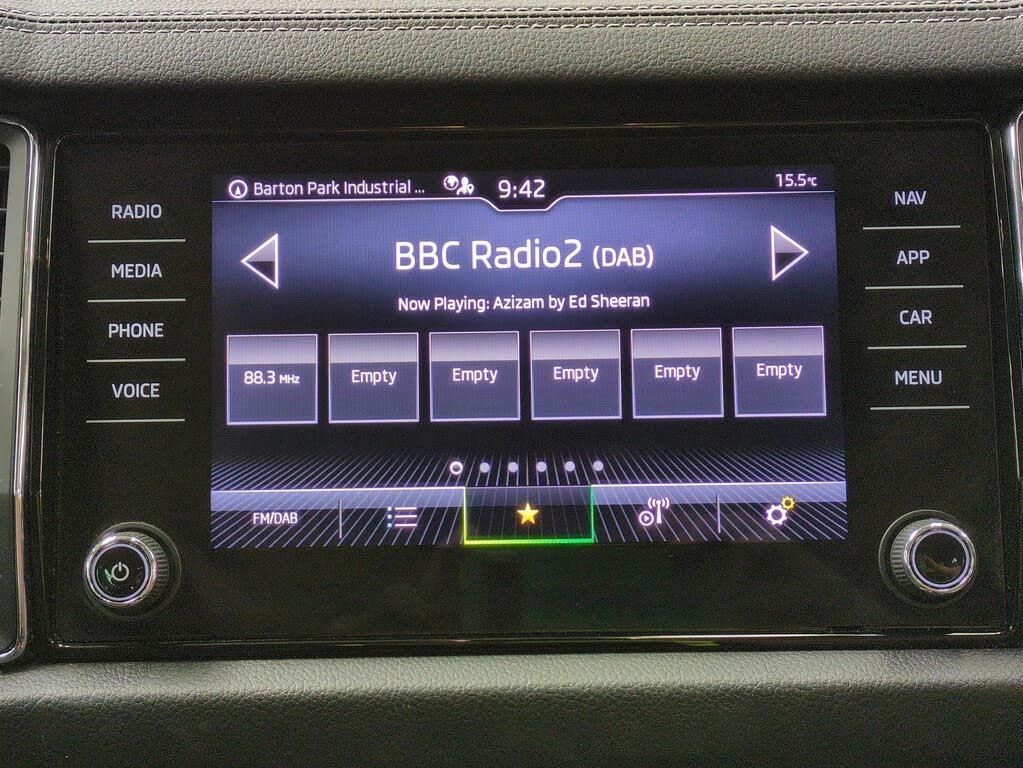 Barton Park Industrial ...
9:42
15.5°C
RADIO
MEDIA
PHONE
VOICE
BBC Radio2 (DAB)
Now Playing: Azizam by Ed Sheeran
88.3 MHz
Empty
Empty
Empty
Empty
Empty
FM/DAB
NAV
APP
CAR
MENU